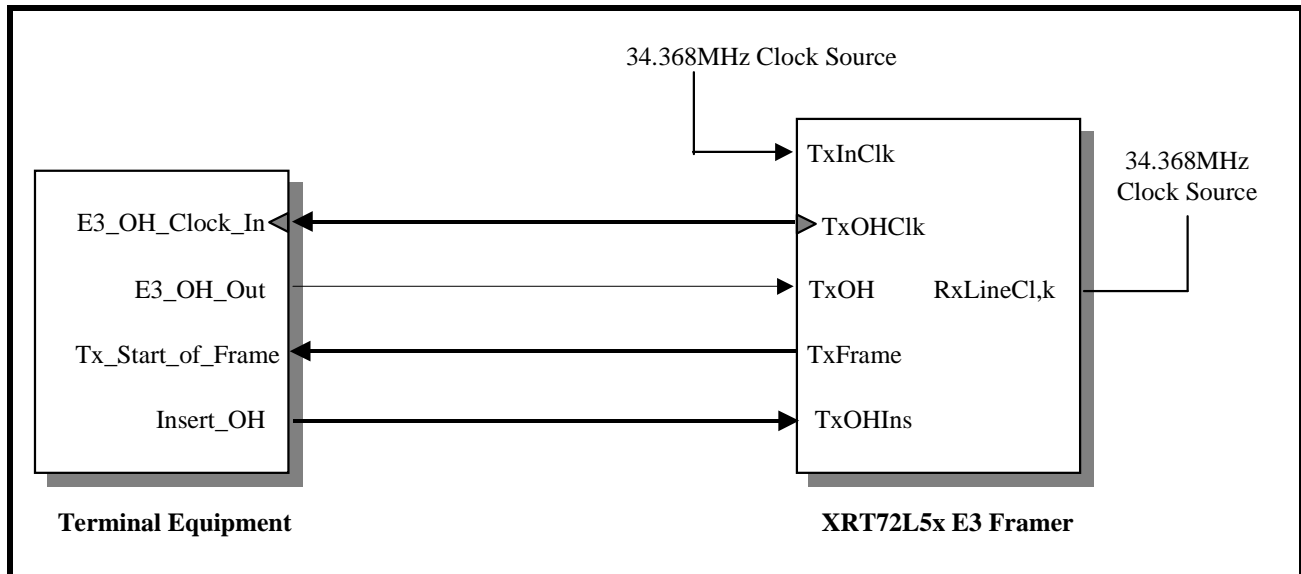 34.368MHz Clock Source
TxInClk
34.368MHz
Clock Source
E3_OH_Clock_In
TxOHClk
E3_OH_Out
TxOH
RxLineCl,k
Tx_Start_of_Frame
TxFrame
Insert_OH
TxOHIns
Terminal Equipment
XRT72L5x E3 Framer